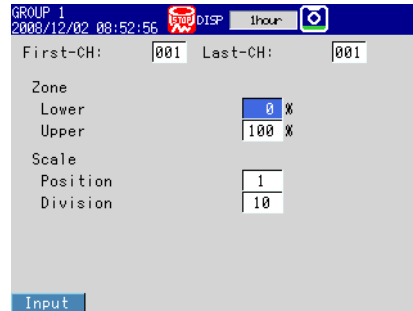 GROUP 1
2008/12/02 08:52:56 STOP DISP 1hour
First-CH: 001 Last-CH: 001
Zone
Lower 0 %
Upper 100 %
Scale
Position 1
Division 10
Input